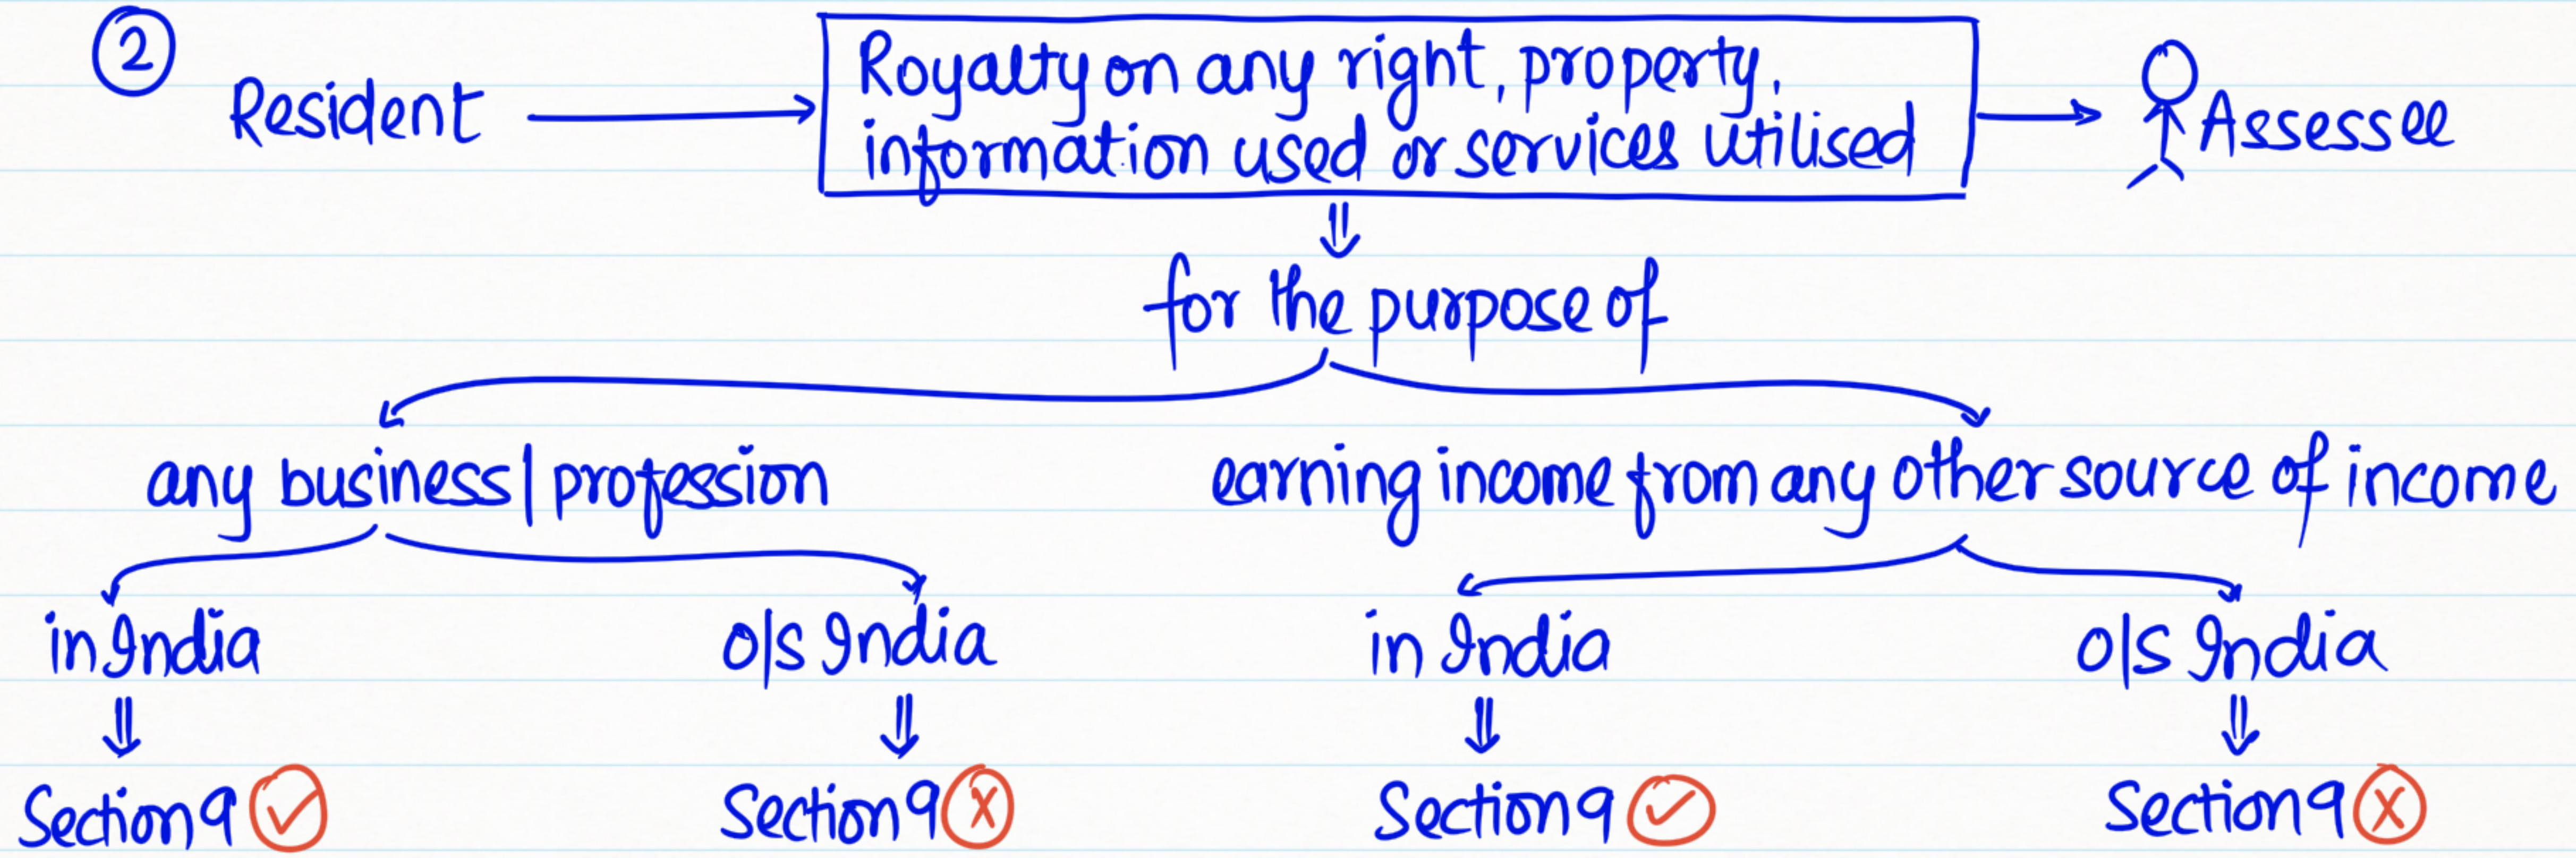 2
Resident
Royalty on any right, property,
information used or services utilised
Assessee
for the purpose of
any business | profession
earning income from any other source of income
in India
o|s India
in India
o|s India
Section 9
Section 9 X
Section 9
Section 9 X